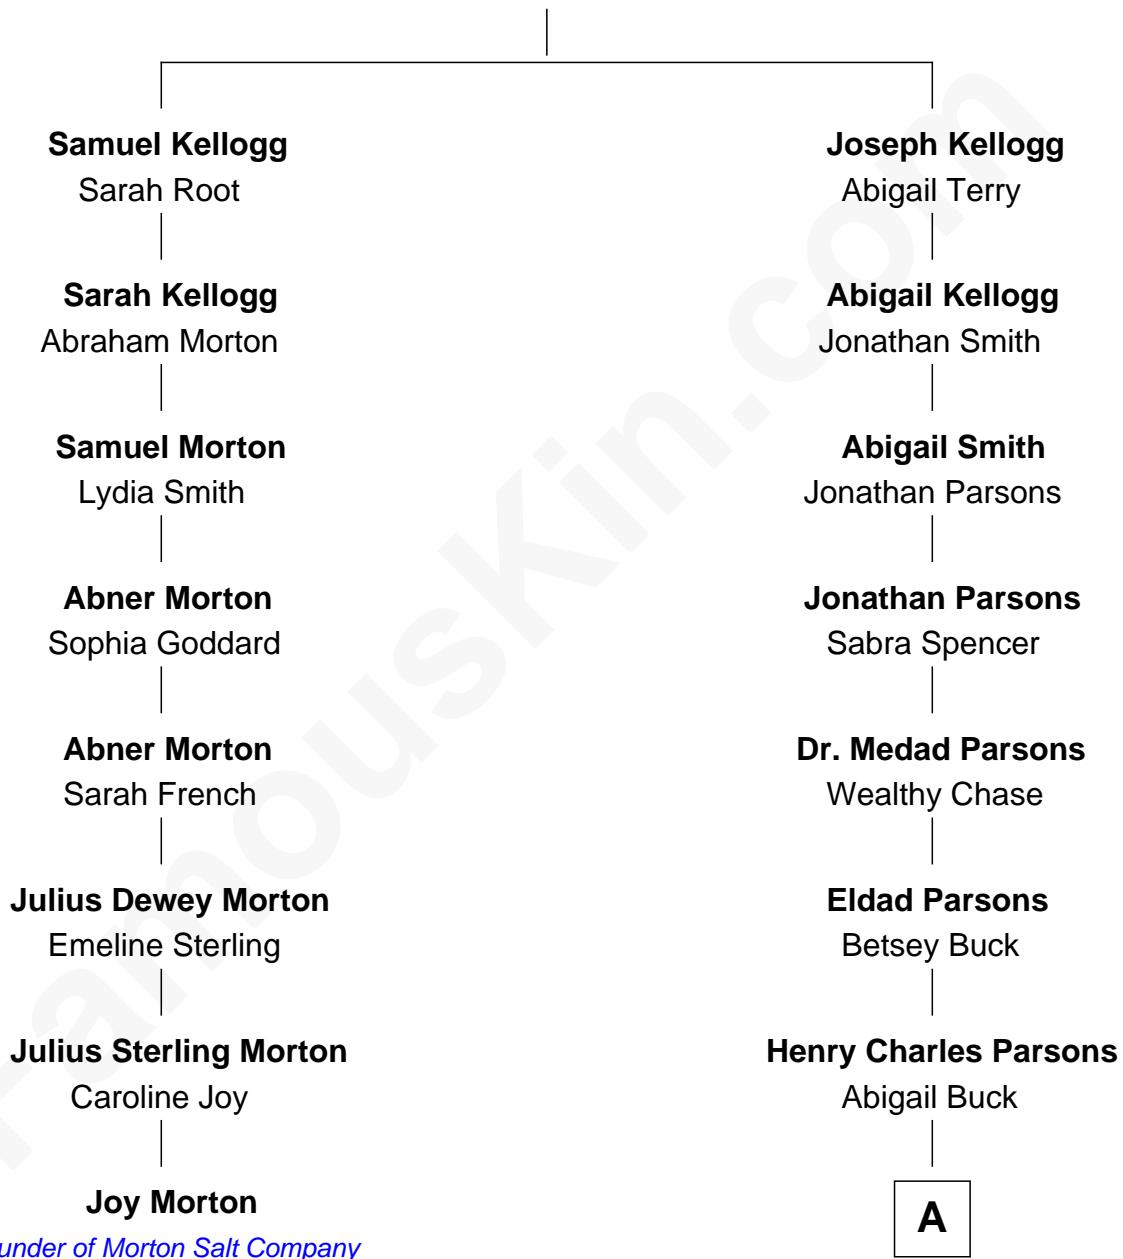 Samuel Kellogg
Sarah Root
Sarah Kellogg
Abraham Morton
Samuel Morton
Lydia Smith
Abner Morton
Sophia Goddard
Abner Morton
Sarah French
Julius Dewey Morton
Emeline Sterling
Julius Sterling Morton
Caroline Joy
Joy Morton
under of Morton Salt Company
Joseph Kellogg
Abigail Terry
Abigail Kellogg
Jonathan Smith
Abigail Smith
Jonathan Parsons
Jonathan Parsons
Sabra Spencer
Dr. Medad Parsons
Wealthy Chase
Eldad Parsons
Betsey Buck
Henry Charles Parsons
Abigail Buck
A
FamousKin.com